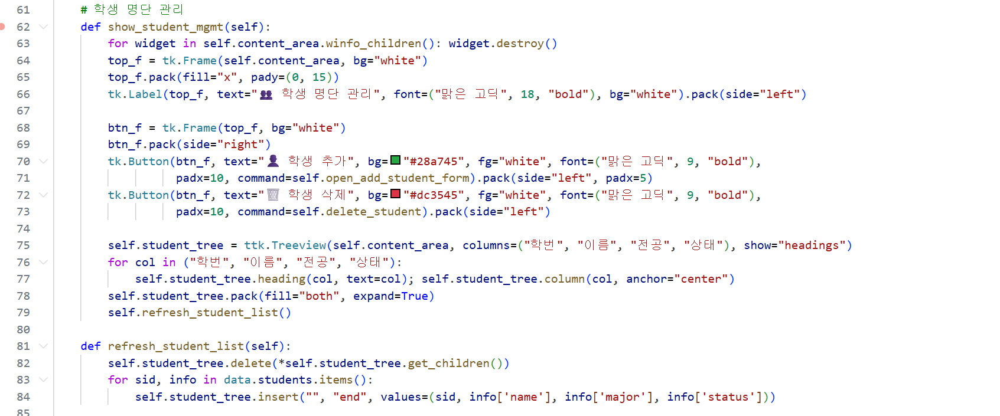 61 # 학생 명단 관리
62 def show_student_mgmt(self):
63 for widget in self.content_area.winfo_children(): widget.destroy()
64 top_f = tk.Frame(self.content_area, bg="white")
65 top_f.pack(fill="x", pady=(0, 15))
66 tk.Label(top_f, text="👥 학생 명단 관리", font=("맑은 고딕", 18, "bold"), bg="white").pack(side="left")
67
68 btn_f = tk.Frame(top_f, bg="white")
69 btn_f.pack(side="right")
70 tk.Button(btn_f, text="👤 학생 추가", bg="#28a745", fg="white", font=("맑은 고딕", 9, "bold"),
71 padx=10, command=self.open_add_student_form).pack(side="left", padx=5)
72 tk.Button(btn_f, text="🗑️ 학생 삭제", bg="#dc3545", fg="white", font=("맑은 고딕", 9, "bold"),
73 padx=10, command=self.delete_student).pack(side="left")
74
75 self.student_tree = ttk.Treeview(self.content_area, columns=("학번", "이름", "전공", "상태"), show="headings")
76 for col in ("학번", "이름", "전공", "상태"):
77 self.student_tree.heading(col, text=col); self.student_tree.column(col, anchor="center")
78 self.student_tree.pack(fill="both", expand=True)
79 self.refresh_student_list()
80
81 def refresh_student_list(self):
82 self.student_tree.delete(*self.student_tree.get_children())
83 for sid, info in data.students.items():
84 self.student_tree.insert("", "end", values=(sid, info['name'], info['major'], info['status']))
85